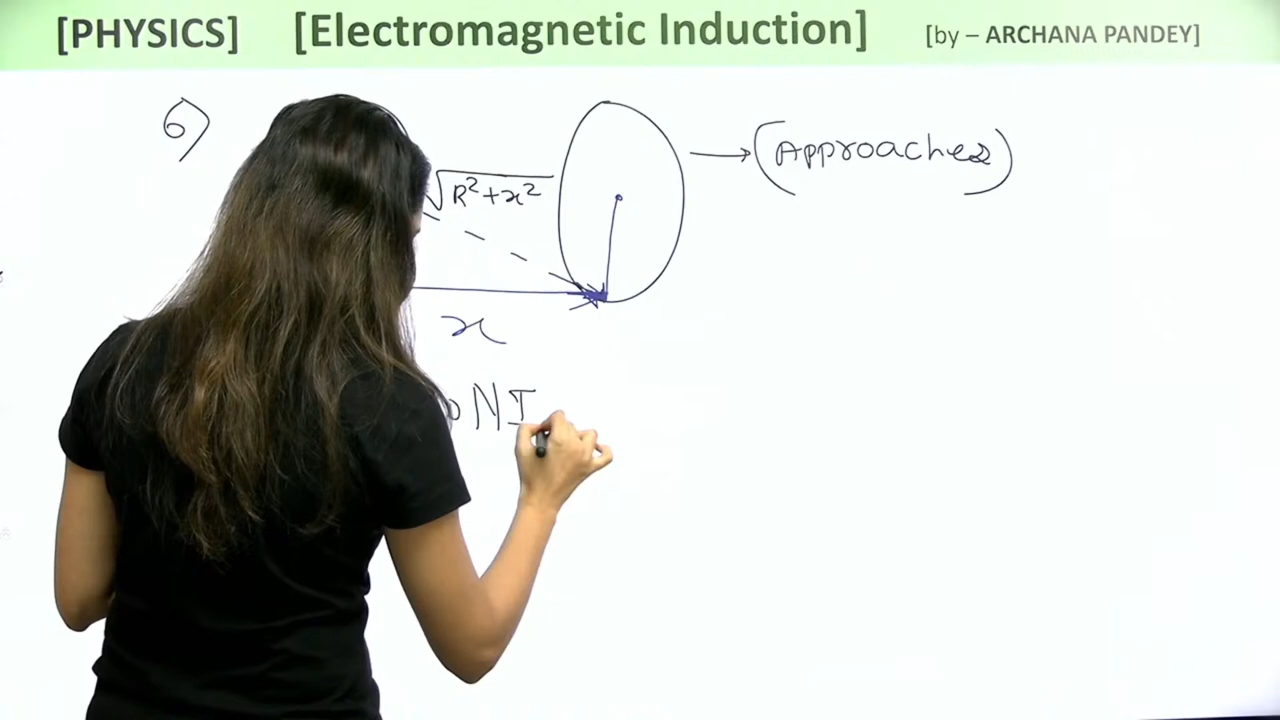 [PHYSICS] [Electromagnetic Induction] [by – ARCHANA PANDEY]
6)
→ (Approaches)
√R²+x²
x
NI